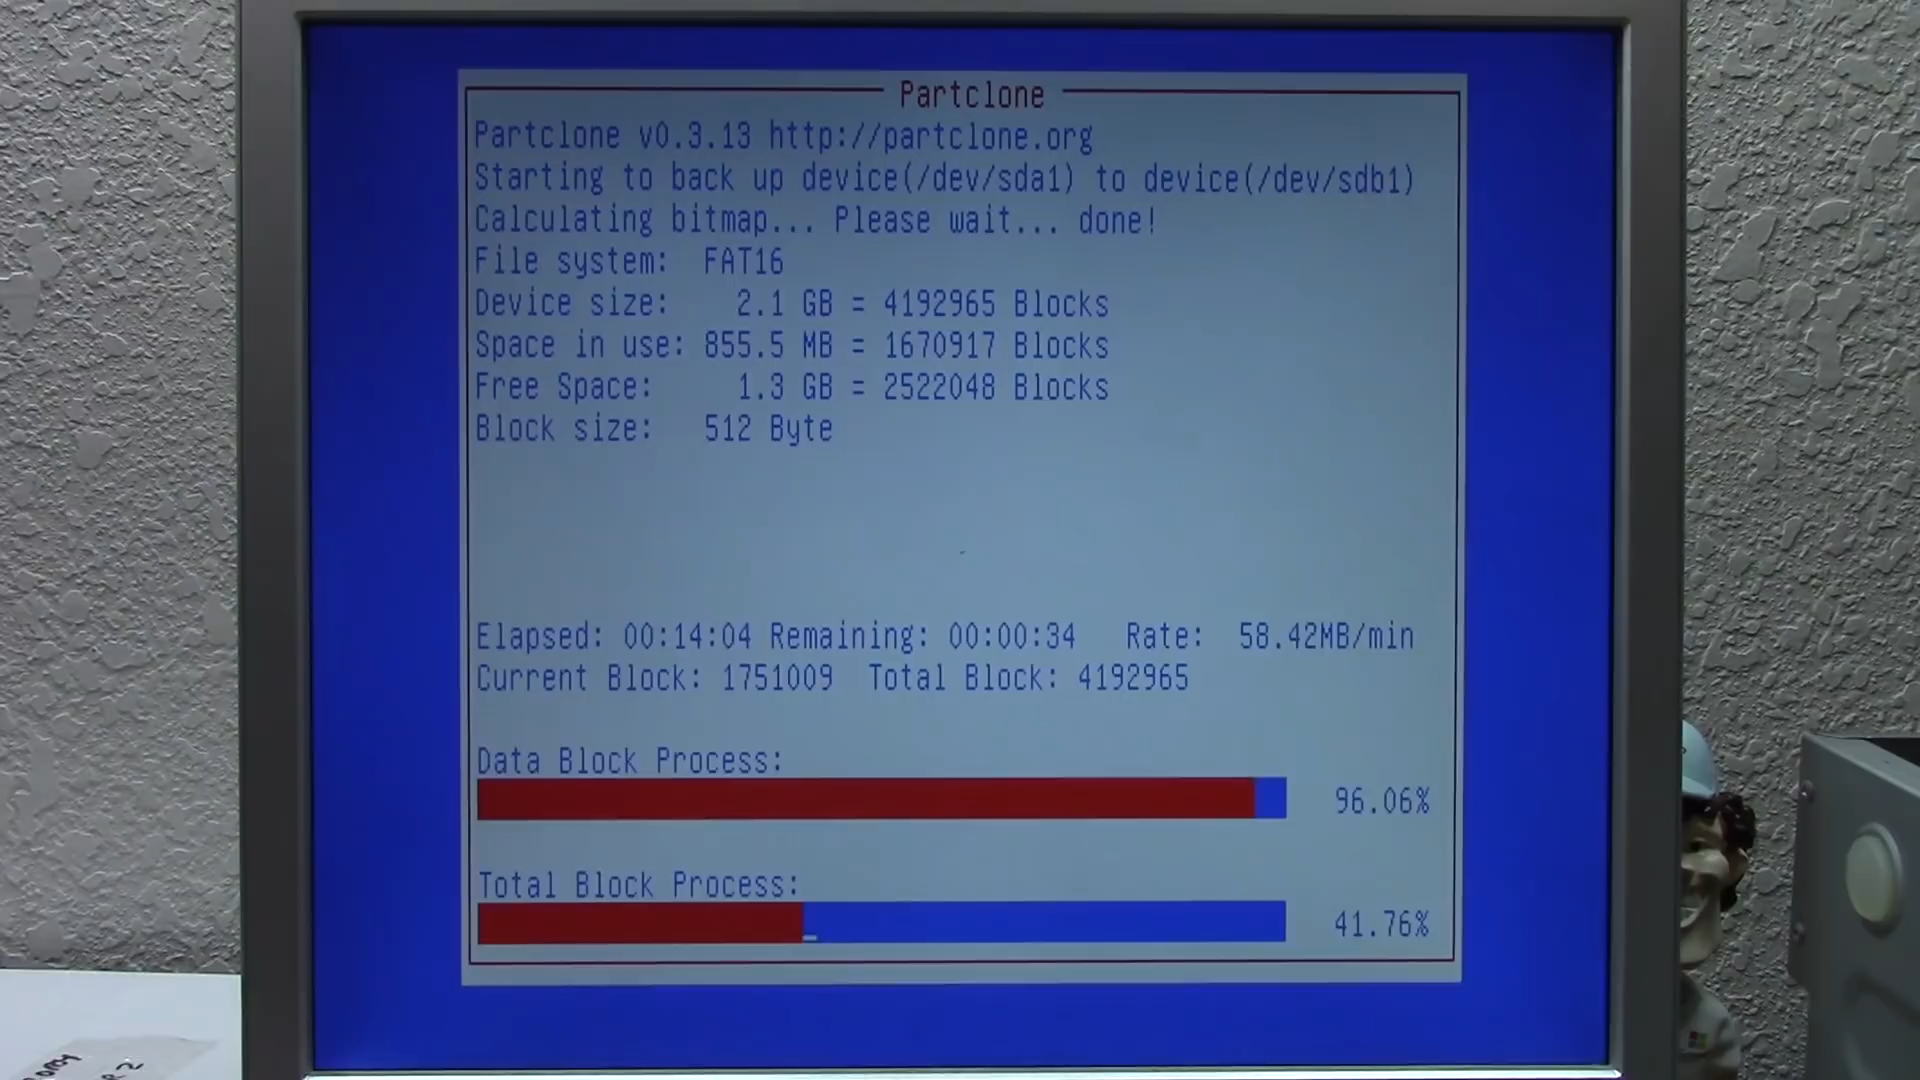 Partclone
Partclone v0.3.13 http://partclone.org
Starting to back up device(/dev/sda1) to device(/dev/sdb1)
Calculating bitmap... Please wait... done!
File system: FAT16
Device size: 2.1 GB = 4192965 Blocks
Space in use: 855.5 MB = 1670917 Blocks
Free Space: 1.3 GB = 2522048 Blocks
Block size: 512 Byte
Elapsed: 00:14:04 Remaining: 00:00:34 Rate: 58.42MB/min
Current Block: 1751009 Total Block: 4192965
Data Block Process:
96.06%
Total Block Process:
41.76%